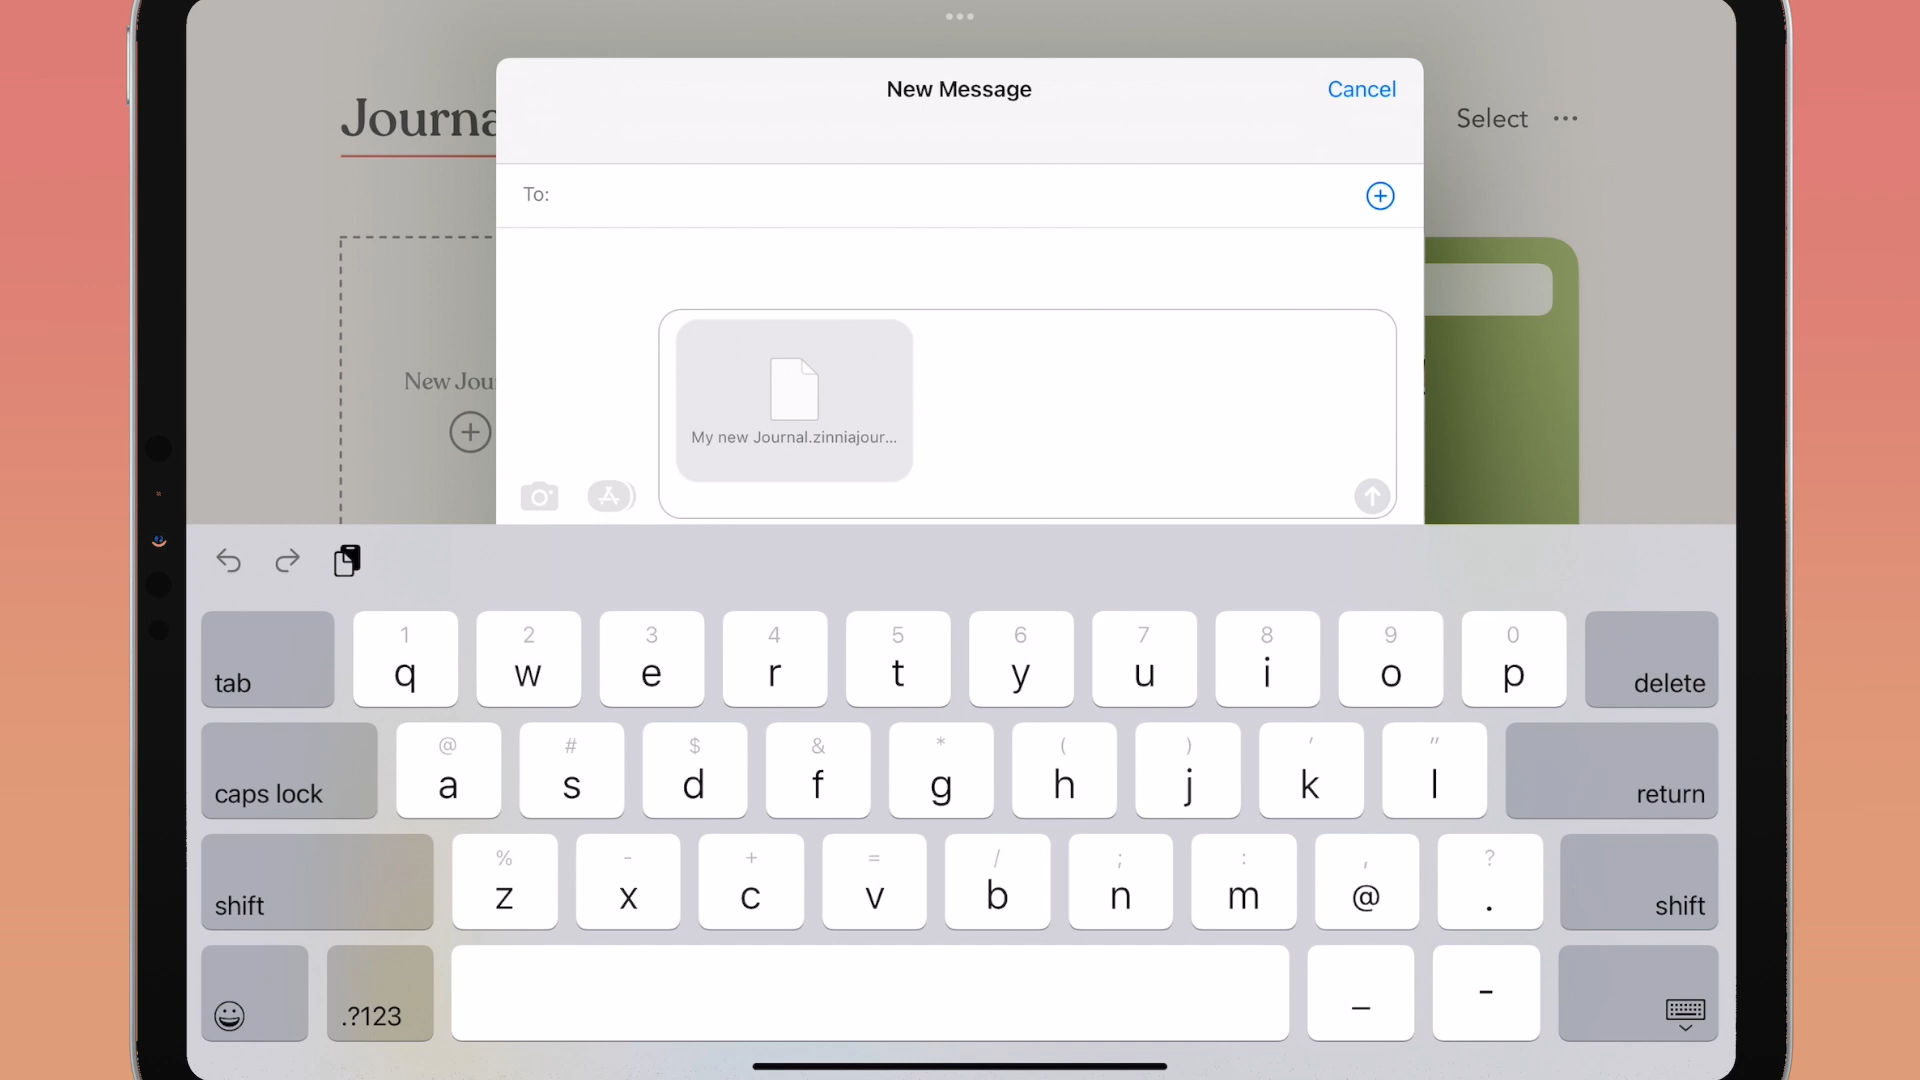 New Message
Cancel
Journa
Select
To:
New Jou
My new Journal.zinniajour...
tab
1 2 3 4 5 6 7 8 9 0
q w e r t y u i o p
delete
@ # $ & * ( ) ' "
caps lock
a s d f g h j k l
return
% - + = / ; : , ?
shift
z x c v b n m @ .
shift
.?123
_ -